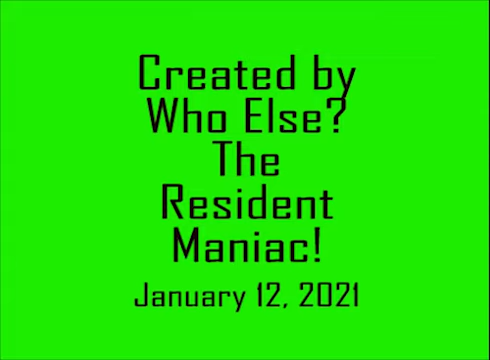 Created by
Who Else?
The
Resident
Maniac!
January 12, 2021